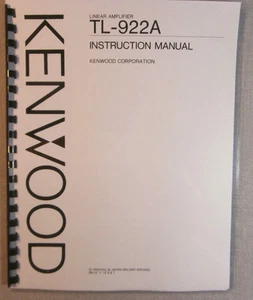 KENWOOD
LINEAR AMPLIFIER
TL-922A
INSTRUCTION MANUAL
KENWOOD CORPORATION